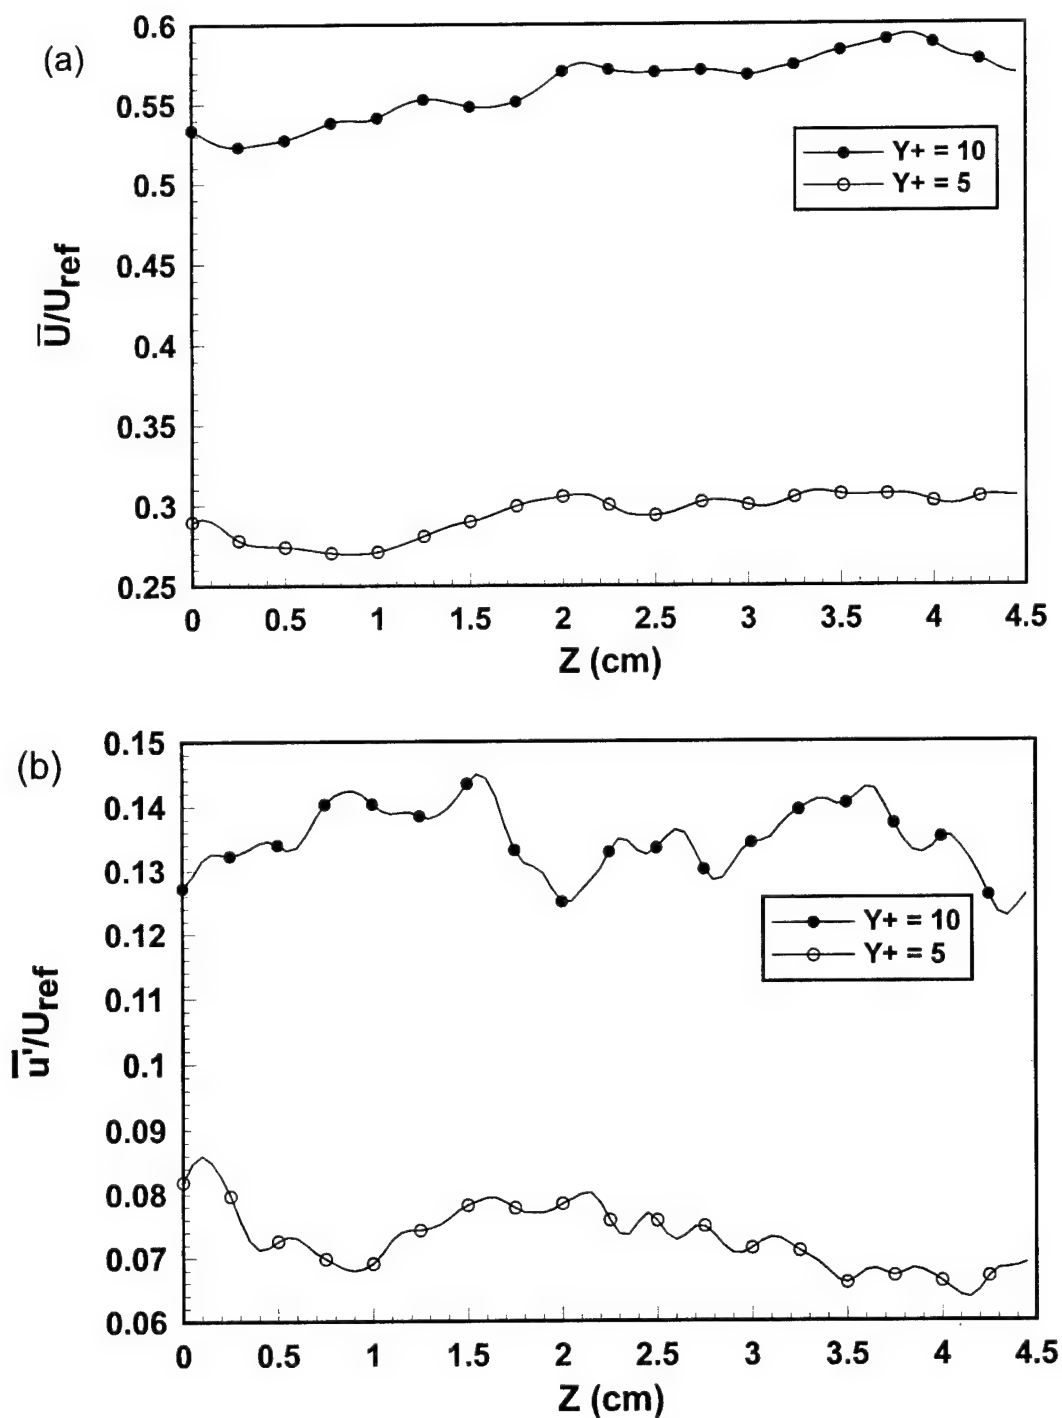 (a)
0.6
0.55
0.5
0.45
0.4
0.35
0.3
0.25
U̅/Uref
Y+ = 10
Y+ = 5
0 0.5 1 1.5 2 2.5 3 3.5 4 4.5
Z (cm)
(b)
0.15
0.14
0.13
0.12
0.11
0.1
0.09
0.08
0.07
0.06
u̅'/Uref
Y+ = 10
Y+ = 5
0 0.5 1 1.5 2 2.5 3 3.5 4 4.5
Z (cm)